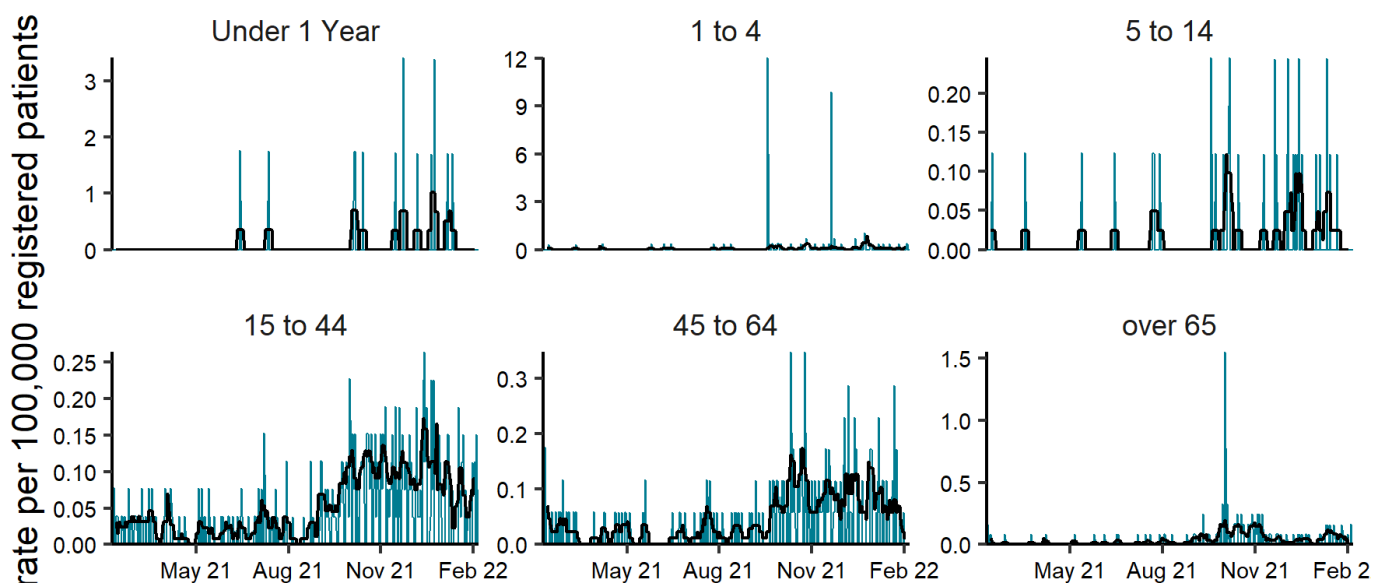 rate per 100,000 registered patients
Under 1 Year
3
2
1
0
1 to 4
12
9
6
3
0
5 to 14
0.20
0.15
0.10
0.05
0.00
15 to 44
0.25
0.20
0.15
0.10
0.05
0.00
May 21 Aug 21 Nov 21 Feb 22
45 to 64
0.3
0.2
0.1
0.0
May 21 Aug 21 Nov 21 Feb 22
over 65
1.5
1.0
0.5
0.0
May 21 Aug 21 Nov 21 Feb 2